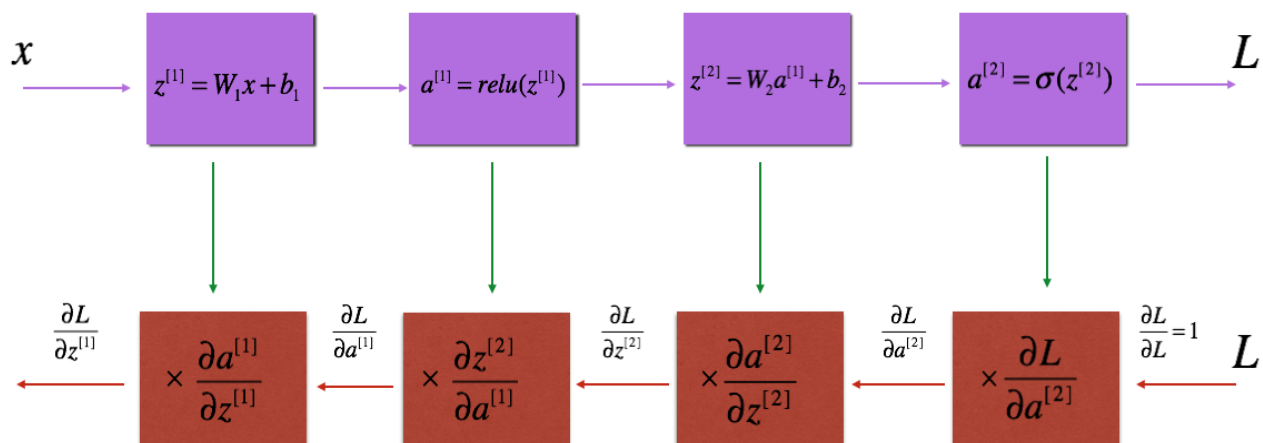 x
z^[1] = W_1 x + b_1
a^[1] = relu(z^[1])
z^[2] = W_2 a^[1] + b_2
a^[2] = σ(z^[2])
L
∂L/∂z^[1]
× ∂a^[1]/∂z^[1]
∂L/∂a^[1]
× ∂z^[2]/∂a^[1]
∂L/∂z^[2]
× ∂a^[2]/∂z^[2]
∂L/∂a^[2]
× ∂L/∂a^[2]
∂L/∂L = 1
L